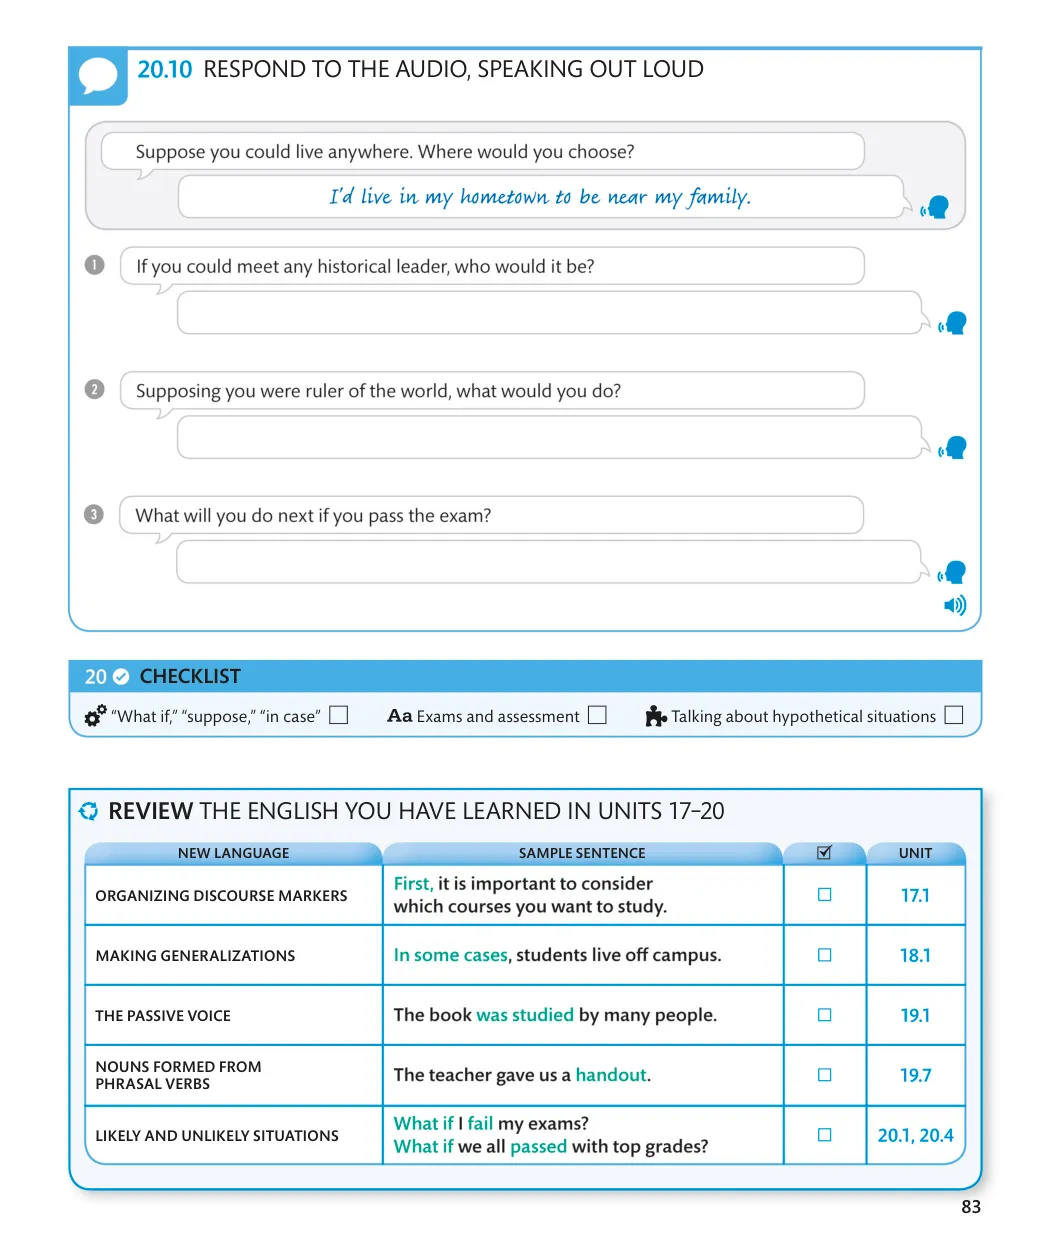 20.10 RESPOND TO THE AUDIO, SPEAKING OUT LOUD
Suppose you could live anywhere. Where would you choose?
I'd live in my hometown to be near my family.
1 If you could meet any historical leader, who would it be?
2 Supposing you were ruler of the world, what would you do?
3 What will you do next if you pass the exam?
20 CHECKLIST
“What if,” “suppose,” “in case” Aa Exams and assessment Talking about hypothetical situations
REVIEW THE ENGLISH YOU HAVE LEARNED IN UNITS 17–20
NEW LANGUAGE SAMPLE SENTENCE UNIT
ORGANIZING DISCOURSE MARKERS
First, it is important to consider
which courses you want to study.
17.1
MAKING GENERALIZATIONS In some cases, students live off campus. 18.1
THE PASSIVE VOICE The book was studied by many people. 19.1
NOUNS FORMED FROM
PHRASAL VERBS
The teacher gave us a handout. 19.7
LIKELY AND UNLIKELY SITUATIONS
What if I fail my exams?
What if we all passed with top grades?
20.1, 20.4
83